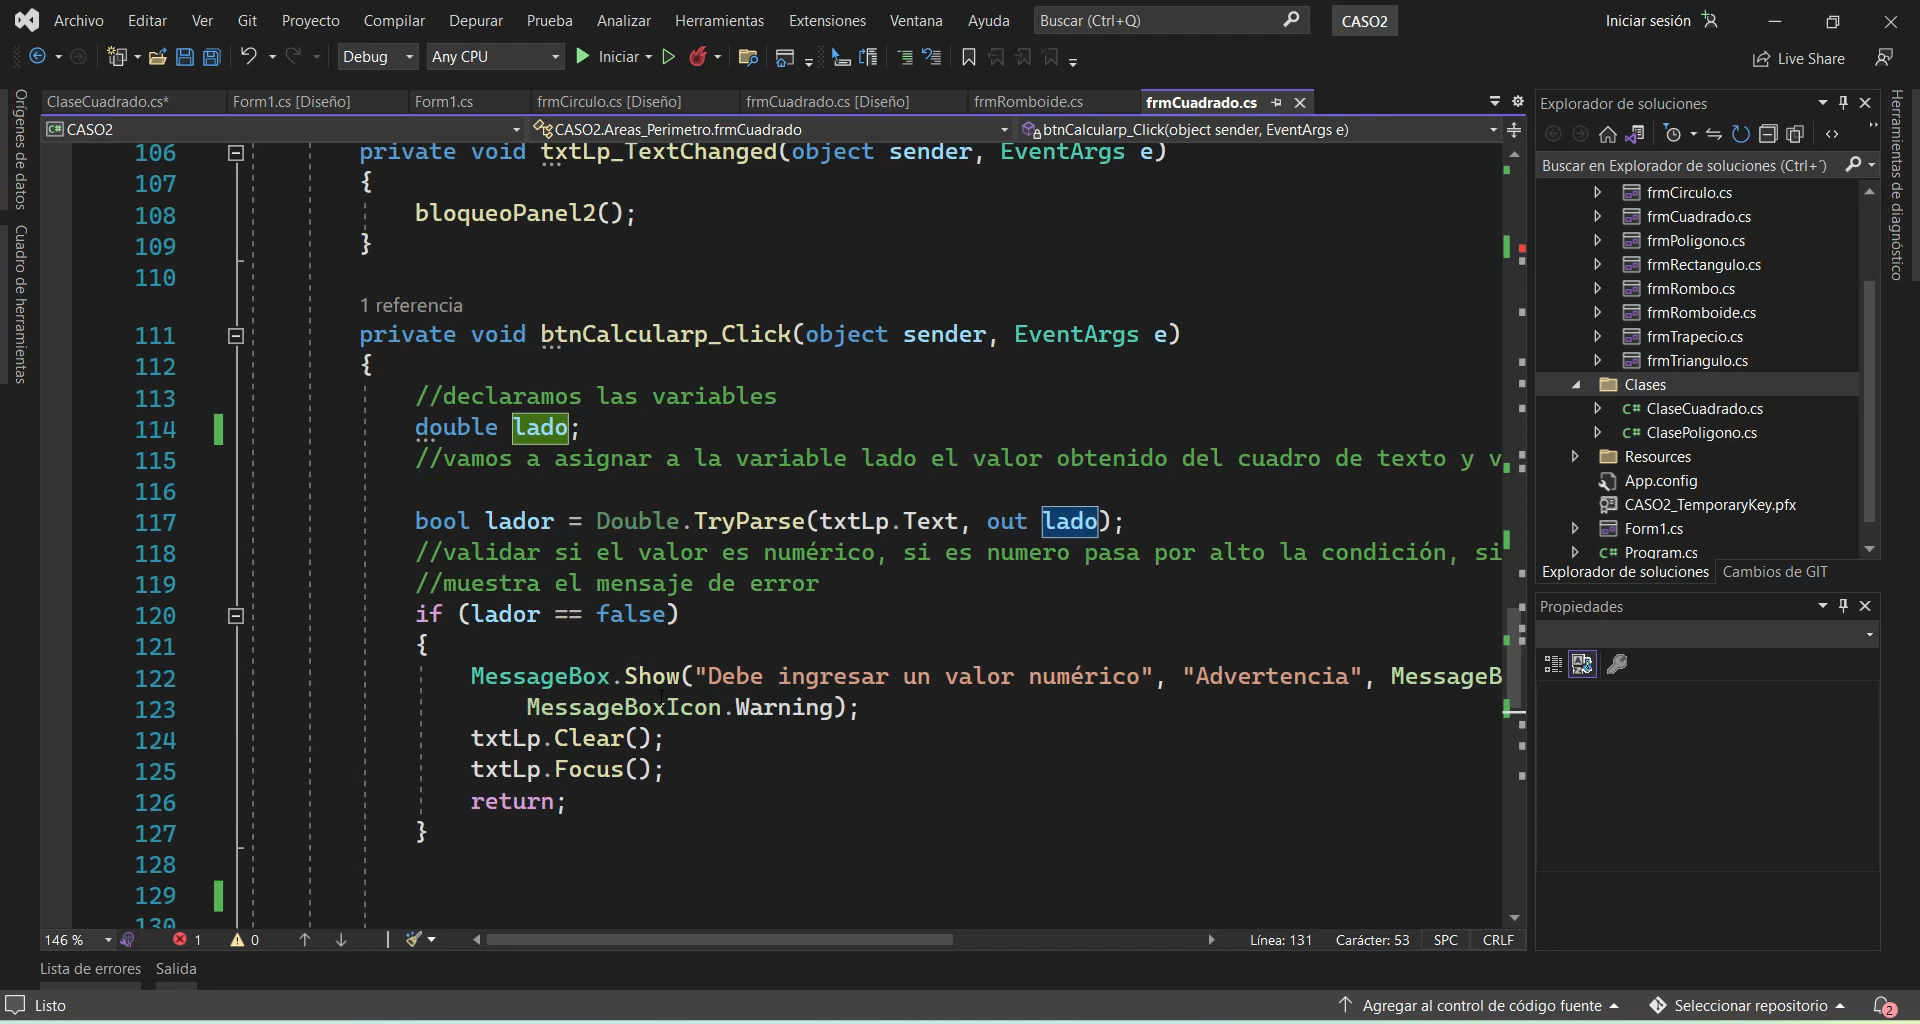 Archivo Editar Ver Git Proyecto Compilar Depurar Prueba Analizar Herramientas Extensiones Ventana Ayuda Buscar (Ctrl+Q) CASO2 Iniciar sesión
Debug Any CPU Iniciar Live Share
ClaseCuadrado.cs* Form1.cs [Diseño] Form1.cs frmCirculo.cs [Diseño] frmCuadrado.cs [Diseño] frmRomboide.cs frmCuadrado.cs
C# CASO2 CASO2.Areas_Perimetro.frmCuadrado btnCalcularp_Click(object sender, EventArgs e)
Orígenes de datos
Cuadro de herramientas
106 private void txtLp_TextChanged(object sender, EventArgs e)
107 {
108 bloqueoPanel2();
109 }
110
1 referencia
111 private void btnCalcularp_Click(object sender, EventArgs e)
112 {
113 //declaramos las variables
114 double lado;
115 //vamos a asignar a la variable lado el valor obtenido del cuadro de texto y v
116
117 bool lador = Double.TryParse(txtLp.Text, out lado);
118 //validar si el valor es numérico, si es numero pasa por alto la condición, si
119 //muestra el mensaje de error
120 if (lador == false)
121 {
122 MessageBox.Show("Debe ingresar un valor numérico", "Advertencia", MessageB
123 MessageBoxIcon.Warning);
124 txtLp.Clear();
125 txtLp.Focus();
126 return;
127 }
128
129
130
146 % 1 0 Línea: 131 Carácter: 53 SPC CRLF
Explorador de soluciones
Buscar en Explorador de soluciones (Ctrl+´)
frmCirculo.cs
frmCuadrado.cs
frmPoligono.cs
frmRectangulo.cs
frmRombo.cs
frmRomboide.cs
frmTrapecio.cs
frmTriangulo.cs
Clases
C# ClaseCuadrado.cs
C# ClasePoligono.cs
Resources
App.config
CASO2_TemporaryKey.pfx
Form1.cs
C# Program.cs
Explorador de soluciones Cambios de GIT
Propiedades
Herramientas de diagnóstico
Lista de errores Salida
Listo Agregar al control de código fuente Seleccionar repositorio 2